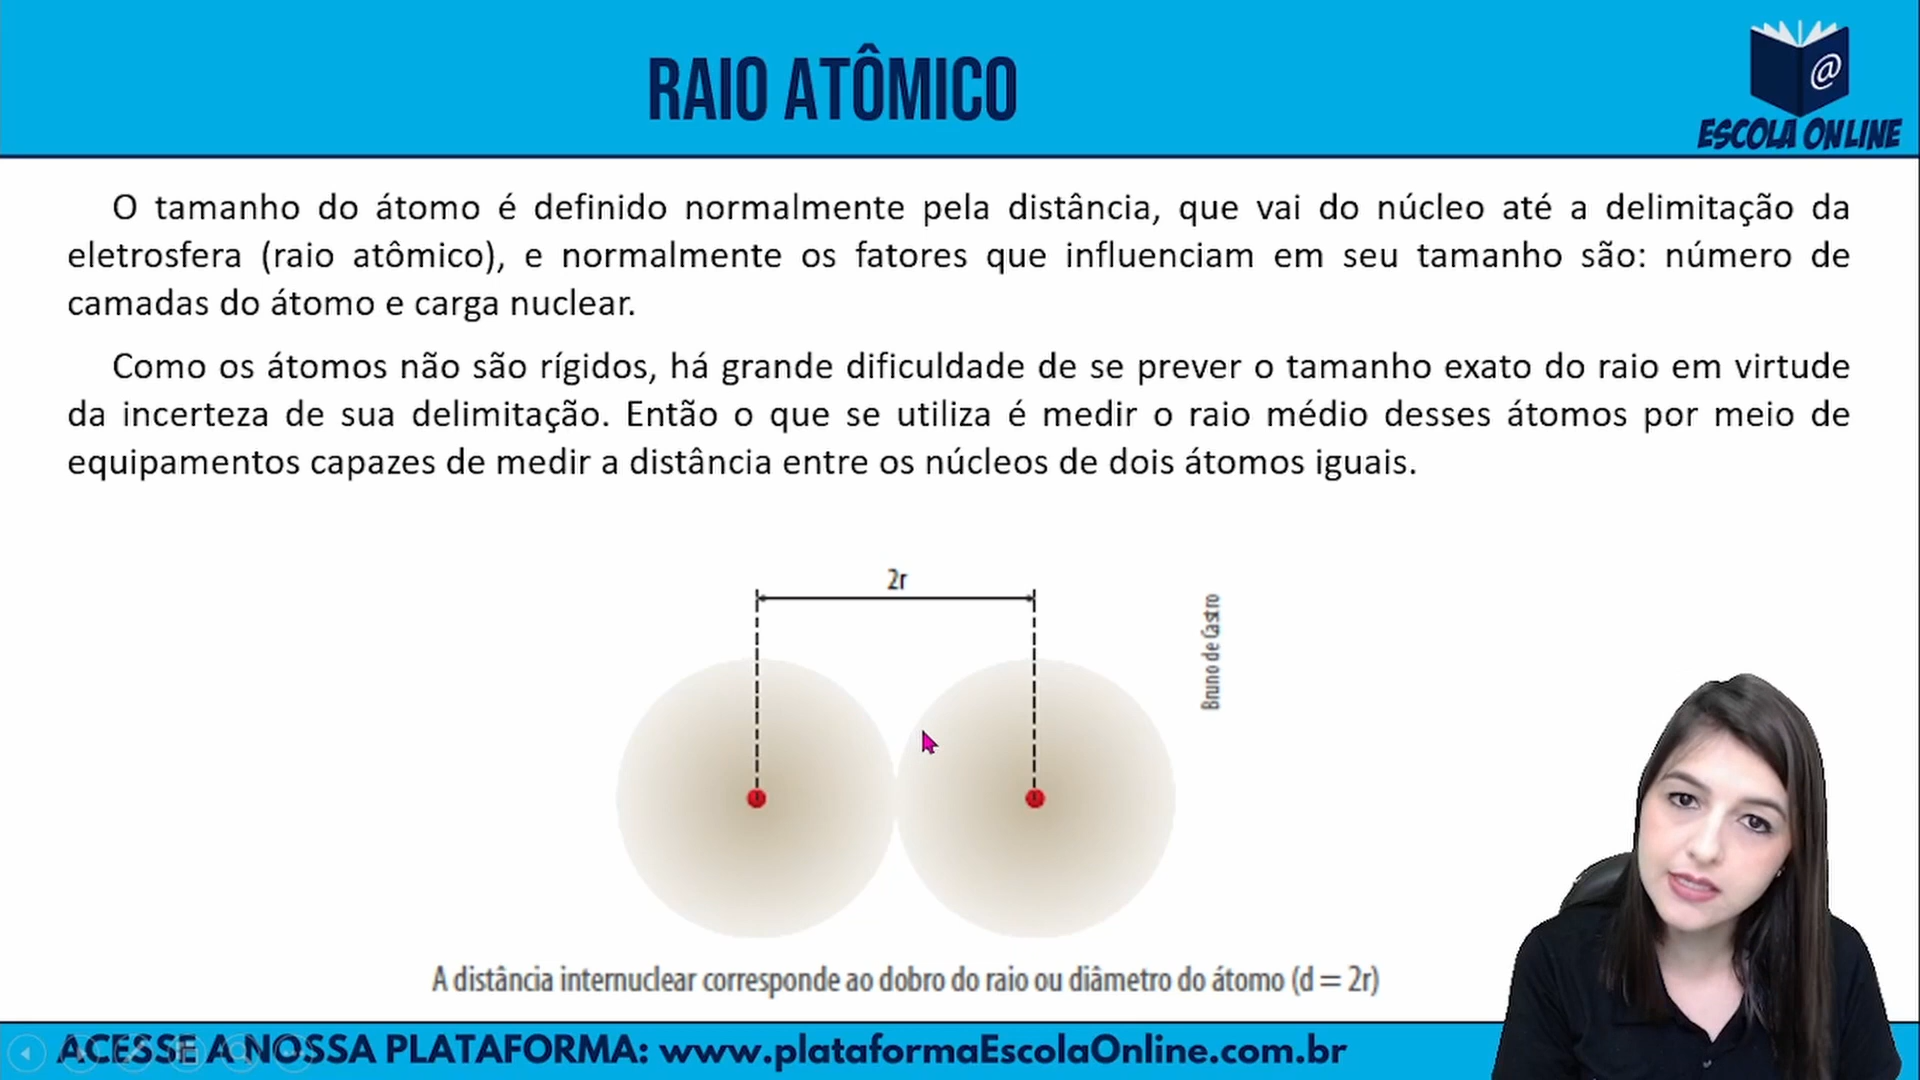 RAIO ATÔMICO
@
ESCOLA ONLINE
O tamanho do átomo é definido normalmente pela distância, que vai do núcleo até a delimitação da
eletrosfera (raio atômico), e normalmente os fatores que influenciam em seu tamanho são: número de
camadas do átomo e carga nuclear.
Como os átomos não são rígidos, há grande dificuldade de se prever o tamanho exato do raio em virtude
da incerteza de sua delimitação. Então o que se utiliza é medir o raio médio desses átomos por meio de
equipamentos capazes de medir a distância entre os núcleos de dois átomos iguais.
2r
Bruno de Castro
A distância internuclear corresponde ao dobro do raio ou diâmetro do átomo (d = 2r)
ACESSE A NOSSA PLATAFORMA: www.plataformaEscolaOnline.com.br